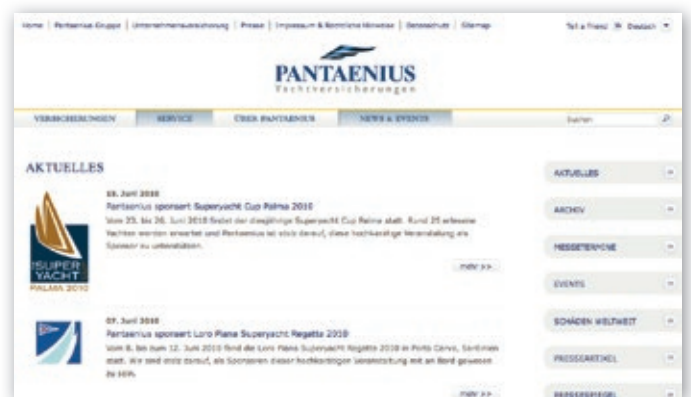 Home | Pantaenius-Gruppe | Unternehmensversicherung | Presse | Impressum & Rechtliche Hinweise | Datenschutz | Sitemap
Tell a friend Deutsch
PANTAENIUS
Yachtversicherungen
VERSICHERUNGEN SERVICE ÜBER PANTAENIUS NEWS & EVENTS Suchen
AKTUELLES
Juni 2010
Pantaenius sponsert Superyacht Cup Palma 2010
Vom 23. bis 26. Juni 2010 findet der diesjährige Superyacht Cup Palma statt. Rund 25 erlesene
Yachten werden erwartet und Pantaenius ist stolz darauf, diese hochkarätige Veranstaltung als
Sponsor zu unterstützen.
mehr >>
THE
SUPER
YACHT
PALMA 2010
07. Juni 2010
Pantaenius sponsert Loro Piana Superyacht Regatta 2010
Vom 8. bis zum 12. Juni 2010 fand die Loro Piana Superyacht Regatta 2010 in Porto Cervo, Sardinien
statt. Wir sind stolz darauf, als Sponsoren dieser hochkarätigen Veranstaltung mit an Bord gewesen
zu sein.
mehr >>
AKTUELLES
ARCHIV
MESSETERMINE
EVENTS
SCHÄDEN WELTWEIT
PRESSEARTIKEL
PRESSESPIEGEL